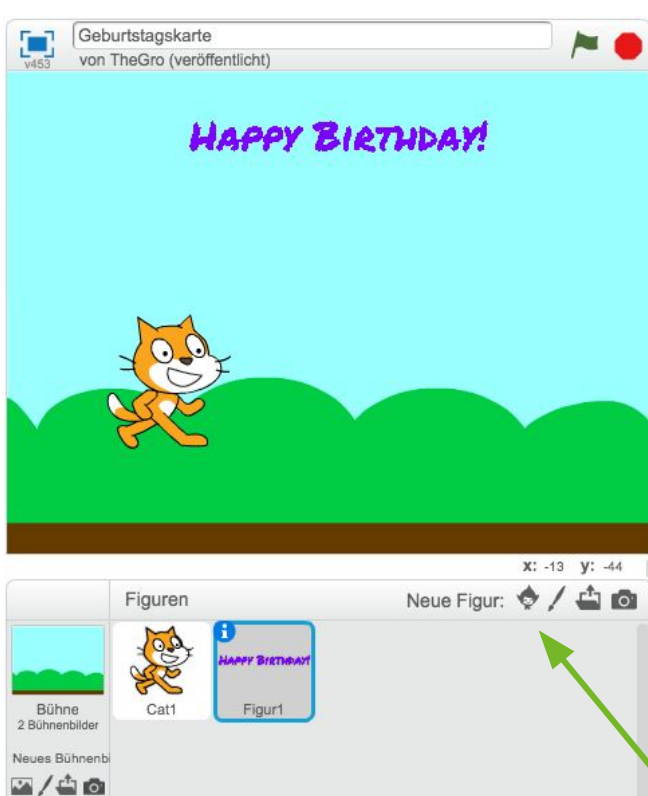 Geburtstagskarte
v453
von TheGro (veröffentlicht)
HAPPY BIRTHDAY!
x: -13 y: -44
Figuren
Neue Figur:
i
HAPPY BIRTHDAY!
Bühne
2 Bühnenbilder
Cat1
Figur1
Neues Bühnenbi